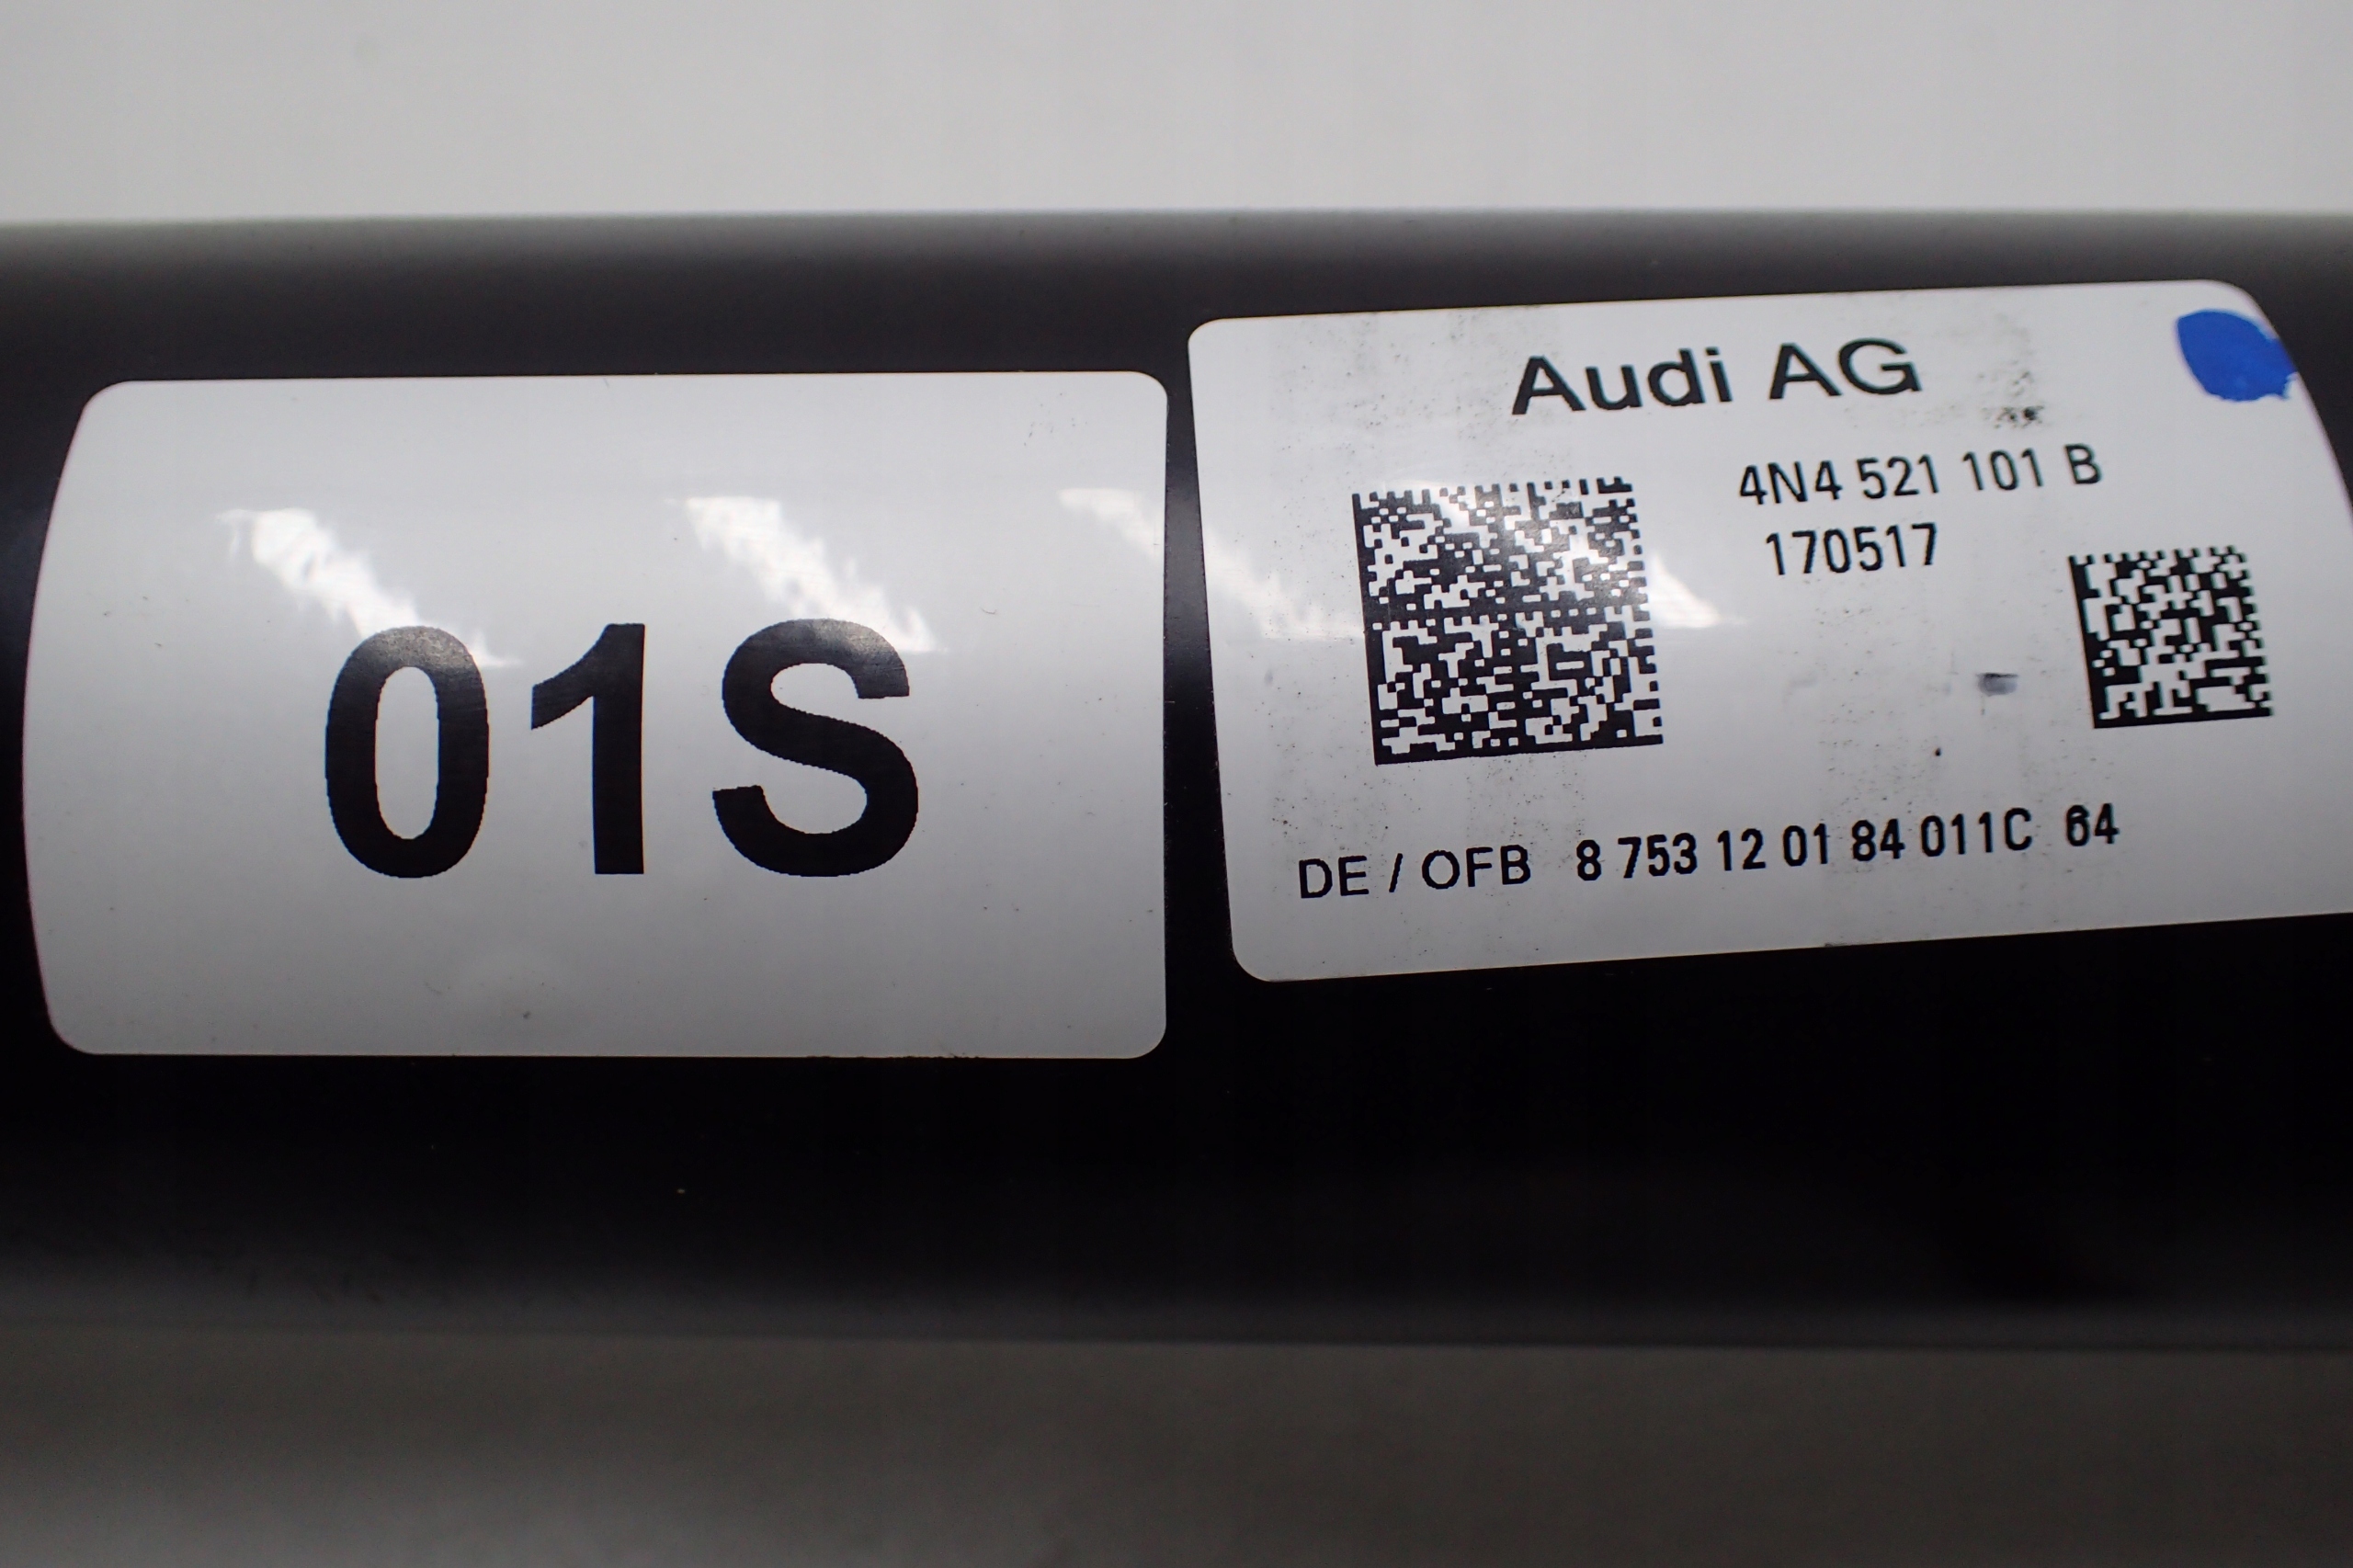 01S
Audi AG
4N4 521 101 B
170517
DE / OFB 8 753 12 01 84 011C 64